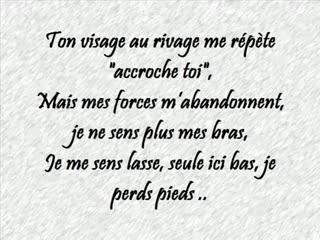 Ton visage au rivage me répète
"accroche toi",
Mais mes forces m'abandonnent,
je ne sens plus mes bras,
Je me sens lasse, seule ici bas, je
perds pieds ..